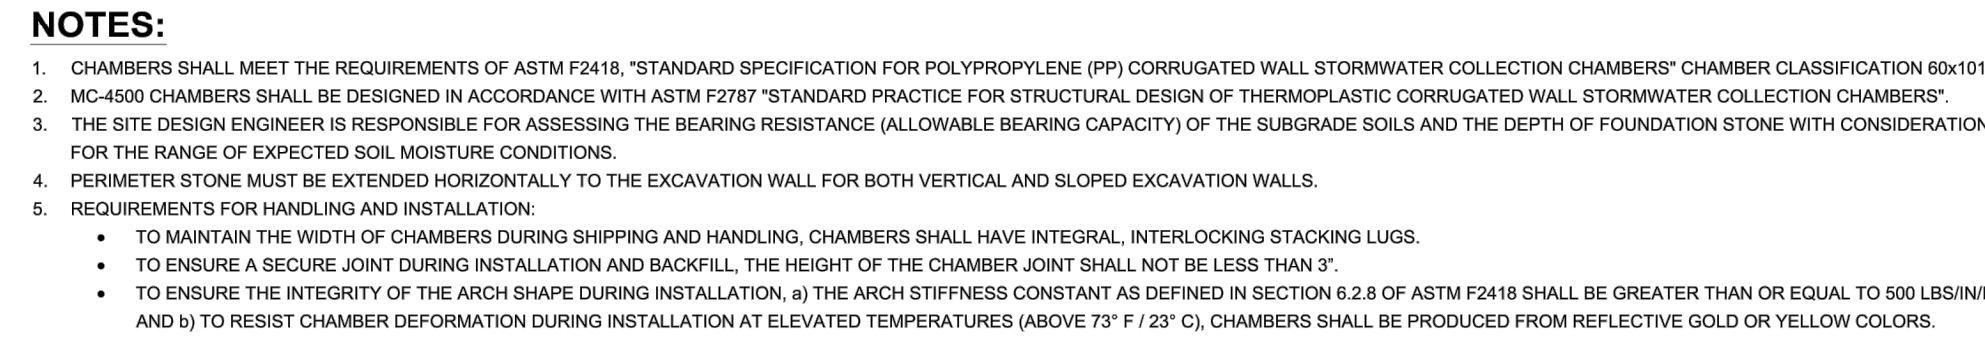 NOTES:
1. CHAMBERS SHALL MEET THE REQUIREMENTS OF ASTM F2418, "STANDARD SPECIFICATION FOR POLYPROPYLENE (PP) CORRUGATED WALL STORMWATER COLLECTION CHAMBERS" CHAMBER CLASSIFICATION 60x101
2. MC-4500 CHAMBERS SHALL BE DESIGNED IN ACCORDANCE WITH ASTM F2787 "STANDARD PRACTICE FOR STRUCTURAL DESIGN OF THERMOPLASTIC CORRUGATED WALL STORMWATER COLLECTION CHAMBERS".
3. THE SITE DESIGN ENGINEER IS RESPONSIBLE FOR ASSESSING THE BEARING RESISTANCE (ALLOWABLE BEARING CAPACITY) OF THE SUBGRADE SOILS AND THE DEPTH OF FOUNDATION STONE WITH CONSIDERATION
FOR THE RANGE OF EXPECTED SOIL MOISTURE CONDITIONS.
4. PERIMETER STONE MUST BE EXTENDED HORIZONTALLY TO THE EXCAVATION WALL FOR BOTH VERTICAL AND SLOPED EXCAVATION WALLS.
5. REQUIREMENTS FOR HANDLING AND INSTALLATION:
• TO MAINTAIN THE WIDTH OF CHAMBERS DURING SHIPPING AND HANDLING, CHAMBERS SHALL HAVE INTEGRAL, INTERLOCKING STACKING LUGS.
• TO ENSURE A SECURE JOINT DURING INSTALLATION AND BACKFILL, THE HEIGHT OF THE CHAMBER JOINT SHALL NOT BE LESS THAN 3”.
• TO ENSURE THE INTEGRITY OF THE ARCH SHAPE DURING INSTALLATION, a) THE ARCH STIFFNESS CONSTANT AS DEFINED IN SECTION 6.2.8 OF ASTM F2418 SHALL BE GREATER THAN OR EQUAL TO 500 LBS/IN/
AND b) TO RESIST CHAMBER DEFORMATION DURING INSTALLATION AT ELEVATED TEMPERATURES (ABOVE 73° F / 23° C), CHAMBERS SHALL BE PRODUCED FROM REFLECTIVE GOLD OR YELLOW COLORS.